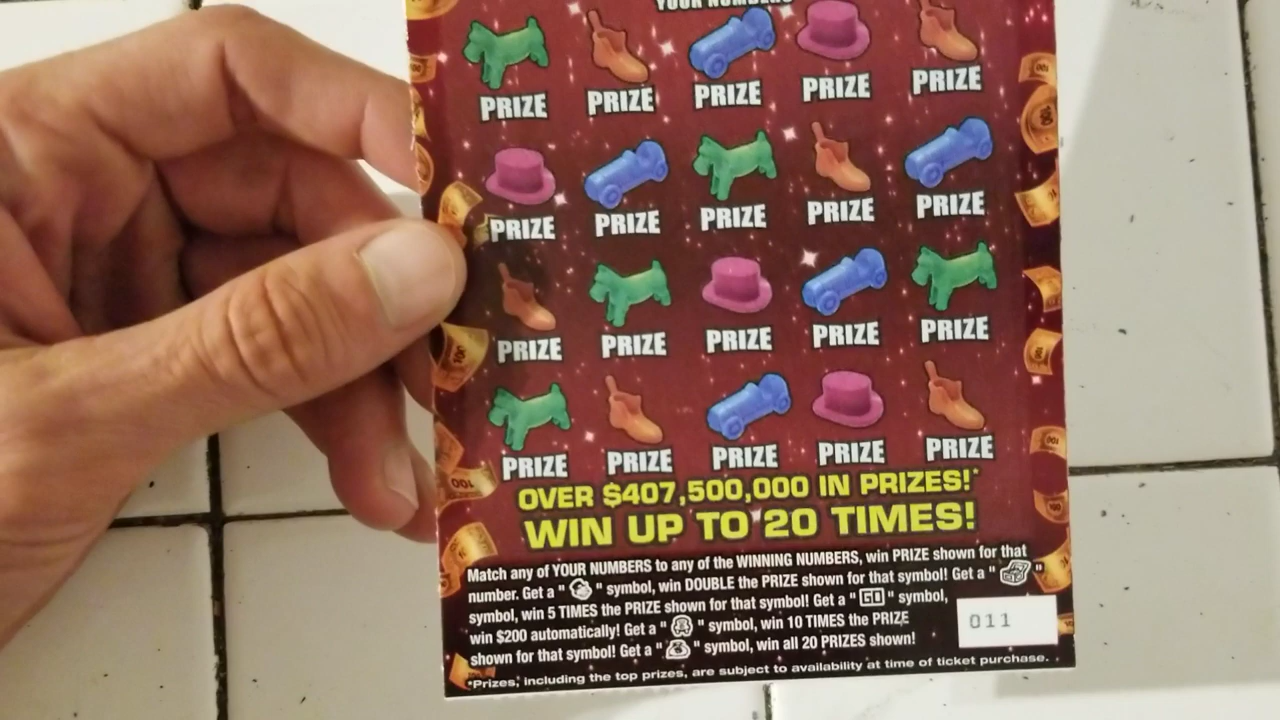 YOUR NUMBERS
PRIZE PRIZE PRIZE PRIZE PRIZE
PRIZE PRIZE PRIZE PRIZE PRIZE
PRIZE PRIZE PRIZE PRIZE PRIZE
PRIZE PRIZE PRIZE PRIZE PRIZE
OVER $407,500,000 IN PRIZES!*
WIN UP TO 20 TIMES!
Match any of YOUR NUMBERS to any of the WINNING NUMBERS, win PRIZE shown for that
number. Get a " " symbol, win DOUBLE the PRIZE shown for that symbol! Get a " "
symbol, win 5 TIMES the PRIZE shown for that symbol! Get a "GO" symbol,
win $200 automatically! Get a " " symbol, win 10 TIMES the PRIZE
shown for that symbol! Get a " " symbol, win all 20 PRIZES shown!
011
*Prizes, including the top prizes, are subject to availability at time of ticket purchase.